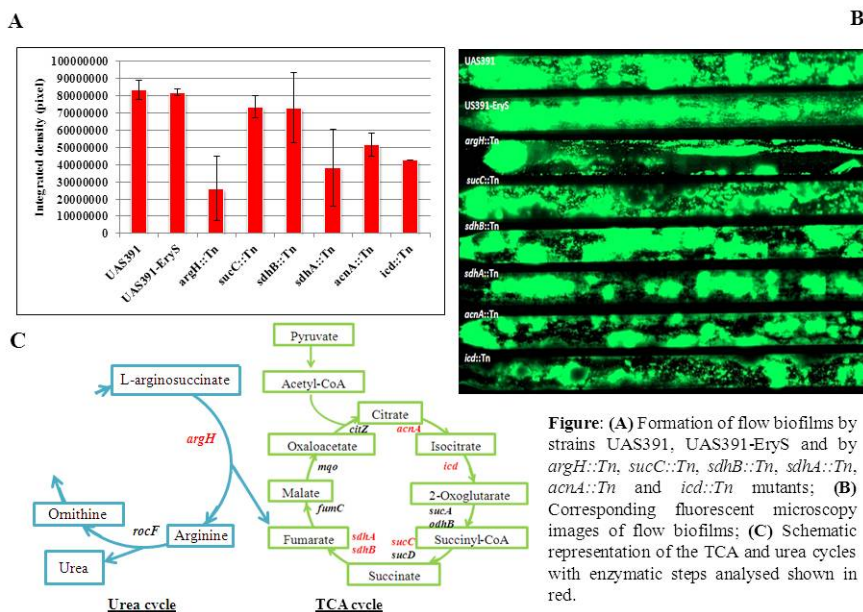 A
B
100000000
90000000
80000000
70000000
60000000
50000000
40000000
30000000
20000000
10000000
0
Integrated density (pixel)
UAS391
UAS391-EryS
argH::Tn
sucC::Tn
sdhB::Tn
sdhA::Tn
acnA::Tn
icd::Tn
UAS391
US391-EryS
argH::Tn
sucC::Tn
sdhB::Tn
sdhA::Tn
acnA::Tn
icd::Tn
C
L-arginosuccinate
argH
Ornithine
rocF
Arginine
Urea
Urea cycle
Pyruvate
Acetyl-CoA
Citrate
citZ
acnA
Oxaloacetate
Isocitrate
mqo
icd
Malate
2-Oxoglutarate
fumC
sucA
odhB
Fumarate
sdhA
sdhB
sucC
sucD
Succinyl-CoA
Succinate
TCA cycle
Figure: (A) Formation of flow biofilms by
strains UAS391, UAS391-EryS and by
argH::Tn, sucC::Tn, sdhB::Tn, sdhA::Tn,
acnA::Tn and icd::Tn mutants; (B)
Corresponding fluorescent microscopy
images of flow biofilms; (C) Schematic
representation of the TCA and urea cycles
with enzymatic steps analysed shown in
red.